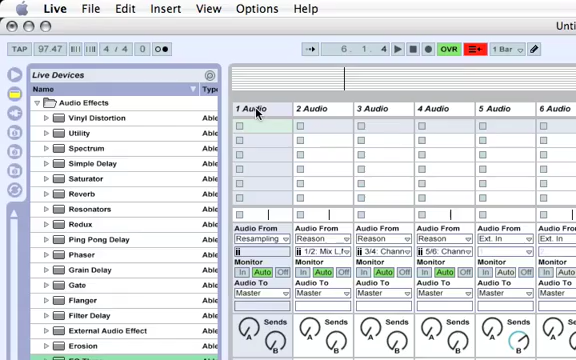 Live File Edit Insert View Options Help
Unti
TAP 97.47 4 / 4 0 6. 1. 4 OVR 1 Bar
Live Devices
Name Type
Audio Effects
Vinyl Distortion Able
Utility Able
Spectrum Able
Simple Delay Able
Saturator Able
Reverb Able
Resonators Able
Redux Able
Ping Pong Delay Able
Phaser Able
Grain Delay Able
Gate Able
Flanger Able
Filter Delay Able
External Audio Effect Able
Erosion Able
1 Audio 2 Audio 3 Audio 4 Audio 5 Audio 6 Audio
Audio From Audio From Audio From Audio From Audio From Audio From
Resampling Reason Reason Reason Ext. In Ext. In
1/2: Mix L, 3/4: Chann 5/6: Chann
Monitor Monitor Monitor Monitor Monitor Monitor
In Auto Off In Auto Off In Auto Off In Auto Off In Auto Off In Auto
Audio To Audio To Audio To Audio To Audio To Audio To
Master Master Master Master Master Master
Sends Sends Sends Sends Sends
A B A B A B A B A B A